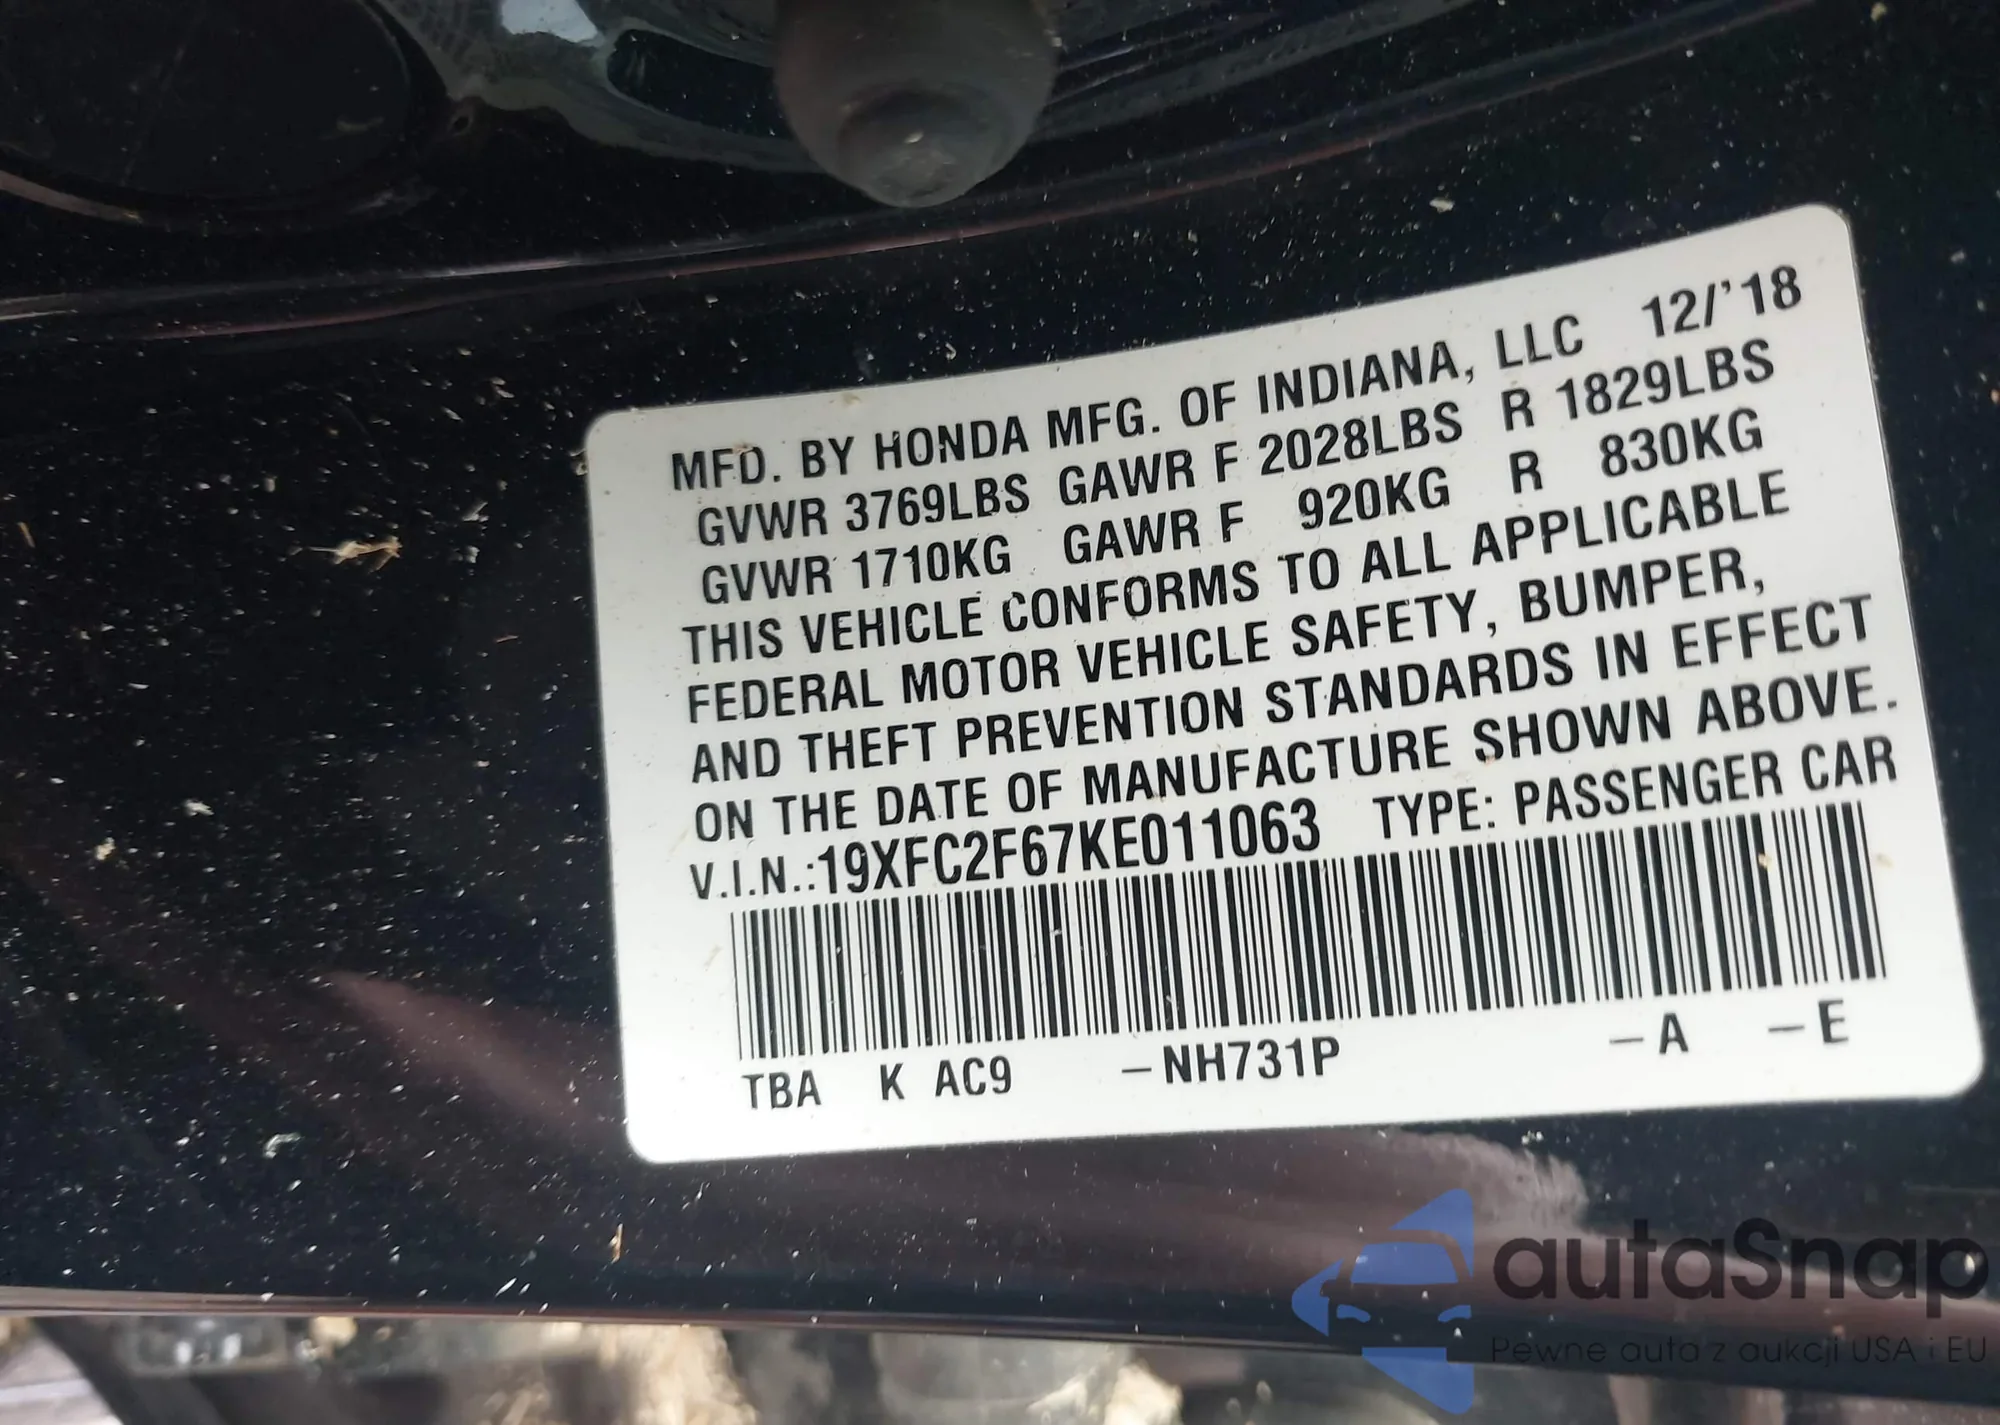 MFD. BY HONDA MFG. OF INDIANA, LLC 12/'18
GVWR 3769LBS GAWR F 2028LBS R 1829LBS
GVWR 1710KG GAWR F 920KG R 830KG
THIS VEHICLE CONFORMS TO ALL APPLICABLE
FEDERAL MOTOR VEHICLE SAFETY, BUMPER,
AND THEFT PREVENTION STANDARDS IN EFFECT
ON THE DATE OF MANUFACTURE SHOWN ABOVE.
V.I.N.:19XFC2F67KE011063 TYPE: PASSENGER CAR
TBA K AC9 –NH731P –A –E
autaSnap
Pewne auta z aukcji USA i EU